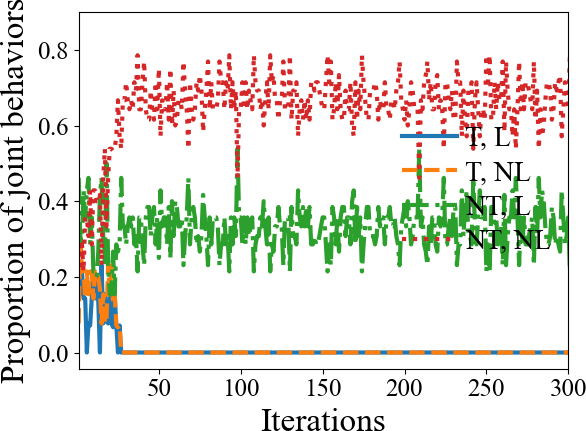 Proportion of joint behaviors
0.8
0.6
0.4
0.2
0.0
T, L
T, NL
NT, L
NT, NL
50
100
150
200
250
300
Iterations